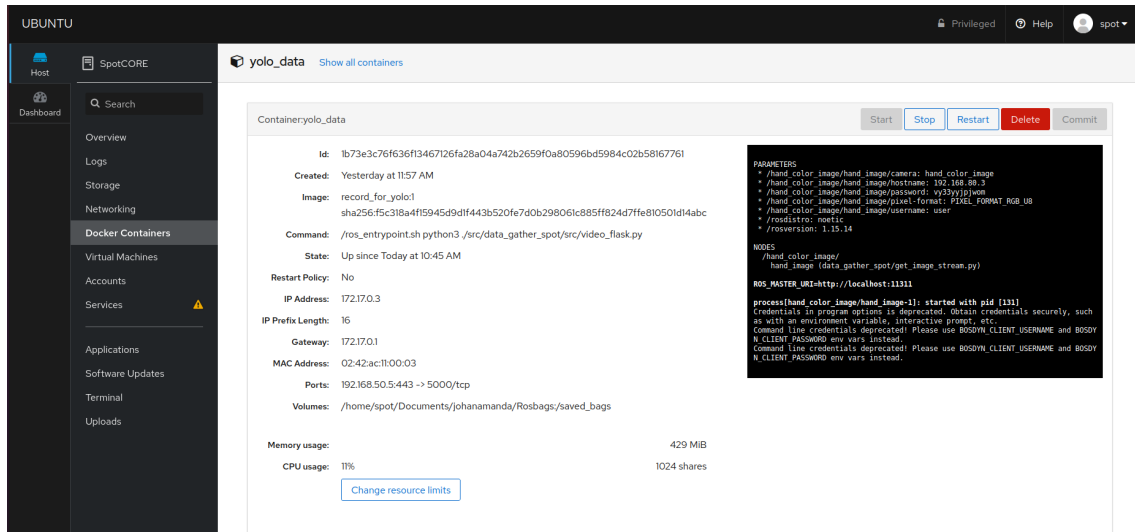 UBUNTU
Privileged
Help
spot
Host
Dashboard
SpotCORE
Search
Overview
Logs
Storage
Networking
Docker Containers
Virtual Machines
Accounts
Services
Applications
Software Updates
Terminal
Uploads
yolo_data Show all containers
Container:yolo_data
Start Stop Restart Delete Commit
Id: 1b73e3c76f636f13467126fa28a04a742b2659f0a80596bd5984c02b58167761
Created: Yesterday at 11:57 AM
Image: record_for_yolo:1
sha256:f5c318a4f15945d9d1f443b520fe7d0b298061c885ff824d7ffe810501d14abc
Command: /ros_entrypoint.sh python3 ./src/data_gather_spot/src/video_flask.py
State: Up since Today at 10:45 AM
Restart Policy: No
IP Address: 172.17.0.3
IP Prefix Length: 16
Gateway: 172.17.0.1
MAC Address: 02:42:ac:11:00:03
Ports: 192.168.50.5:443 -> 5000/tcp
Volumes: /home/spot/Documents/johanamanda/Rosbags:/saved_bags
Memory usage: 429 MiB
CPU usage: 11% 1024 shares
Change resource limits
PARAMETERS
* /hand_color_image/hand_image/camera: hand_color_image
* /hand_color_image/hand_image/hostname: 192.168.80.3
* /hand_color_image/hand_image/password: vy33yyjpjwom
* /hand_color_image/hand_image/pixel-format: PIXEL_FORMAT_RGB_U8
* /hand_color_image/hand_image/username: user
* /rosdistro: noetic
* /rosversion: 1.15.14
NODES
/hand_color_image/
hand_image (data_gather_spot/get_image_stream.py)
ROS_MASTER_URI=http://localhost:11311
process[hand_color_image/hand_image-1]: started with pid [131]
Credentials in program options is deprecated. Obtain credentials securely, such
as with an environment variable, interactive prompt, etc.
Command line credentials deprecated! Please use BOSDYN_CLIENT_USERNAME and BOSDY
N_CLIENT_PASSWORD env vars instead.
Command line credentials deprecated! Please use BOSDYN_CLIENT_USERNAME and BOSDY
N_CLIENT_PASSWORD env vars instead.